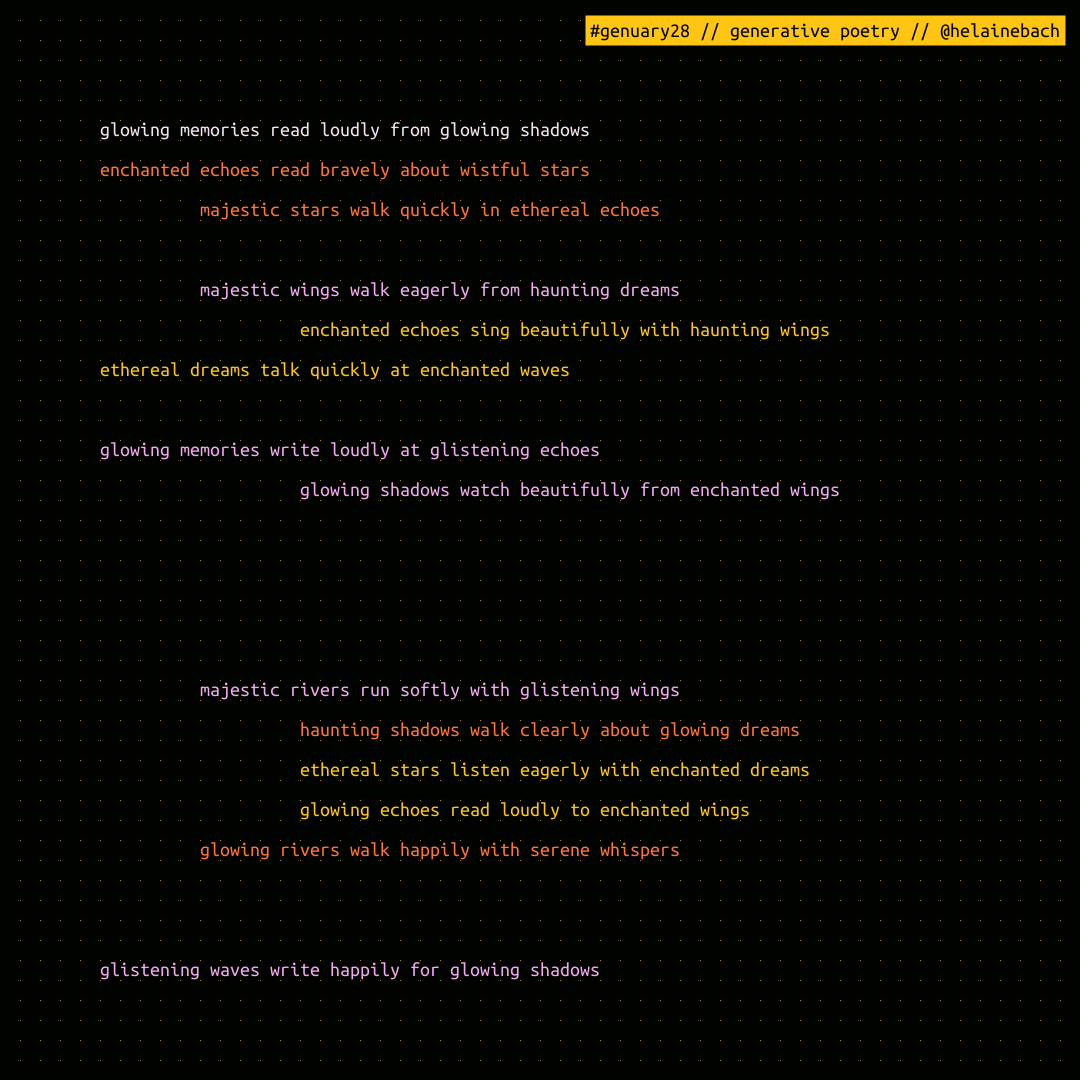 #genuary28 // generative poetry // @helainebach
glowing memories read loudly from glowing shadows
enchanted echoes read bravely about wistful stars
majestic stars walk quickly in ethereal echoes
majestic wings walk eagerly from haunting dreams
enchanted echoes sing beautifully with haunting wings
ethereal dreams talk quickly at enchanted waves
glowing memories write loudly at glistening echoes
glowing shadows watch beautifully from enchanted wings
majestic rivers run softly with glistening wings
haunting shadows walk clearly about glowing dreams
ethereal stars listen eagerly with enchanted dreams
glowing echoes read loudly to enchanted wings
glowing rivers walk happily with serene whispers
glistening waves write happily for glowing shadows